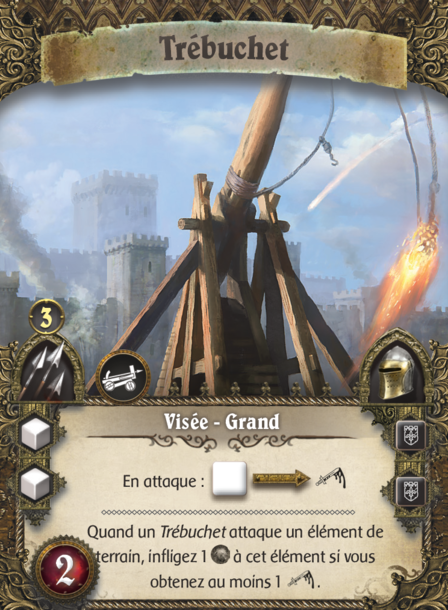 Trébuchet
3
Visée - Grand
En attaque :
Quand un Trébuchet attaque un élément de
terrain, infligez 1 à cet élément si vous
obtenez au moins 1 .
2